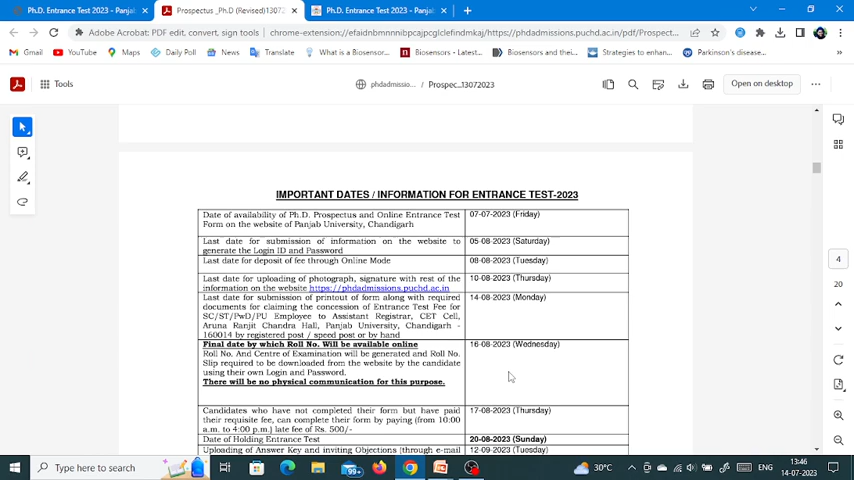 Ph.D. Entrance Test 2023 - Panjab
Prospectus _Ph.D (Revised)13072
Ph.D. Entrance Test 2023 - Panjab
Adobe Acrobat: PDF edit, convert, sign tools
chrome-extension://efaidnbmnnnibpcajpcglclefindmkaj/https://phdadmissions.puchd.ac.in/pdf/Prospect...
Gmail YouTube Maps Daily Poll News Translate What is a Biosensor?... Biosensors - Latest... Biosensors and thei... Strategies to enhan... Parkinson's disease...
Tools
phdadmissio... / Prospec...13072023
Open on desktop
IMPORTANT DATES / INFORMATION FOR ENTRANCE TEST-2023
Date of availability of Ph.D. Prospectus and Online Entrance Test 07-07-2023 (Friday)
Form on the website of Panjab University, Chandigarh
Last date for submission of information on the website to 05-08-2023 (Saturday)
generate the Login ID and Password
Last date for deposit of fee through Online Mode 08-08-2023 (Tuesday)
Last date for uploading of photograph, signature with rest of the 10-08-2023 (Thursday)
information on the website https://phdadmissions.puchd.ac.in
Last date for submission of printout of form along with required 14-08-2023 (Monday)
documents for claiming the concession of Entrance Test Fee for
SC/ST/PwD/PU Employee to Assistant Registrar, CET Cell,
Aruna Ranjit Chandra Hall, Panjab University, Chandigarh -
160014 by registered post / speed post or by hand
Final date by which Roll No. Will be available online 16-08-2023 (Wednesday)
Roll No. And Centre of Examination will be generated and Roll No.
Slip required to be downloaded from the website by the candidate
using their own Login and Password.
There will be no physical communication for this purpose.
Candidates who have not completed their form but have paid 17-08-2023 (Thursday)
their requisite fee, can complete their form by paying (from 10:00
a.m. to 4:00 p.m.) late fee of Rs. 500/-
Date of Holding Entrance Test 20-08-2023 (Sunday)
Uploading of Answer Key and inviting Objections [through e-mail 12-09-2023 (Tuesday)
4
20
Type here to search
99+
30°C
ENG
13:46
14-07-2023